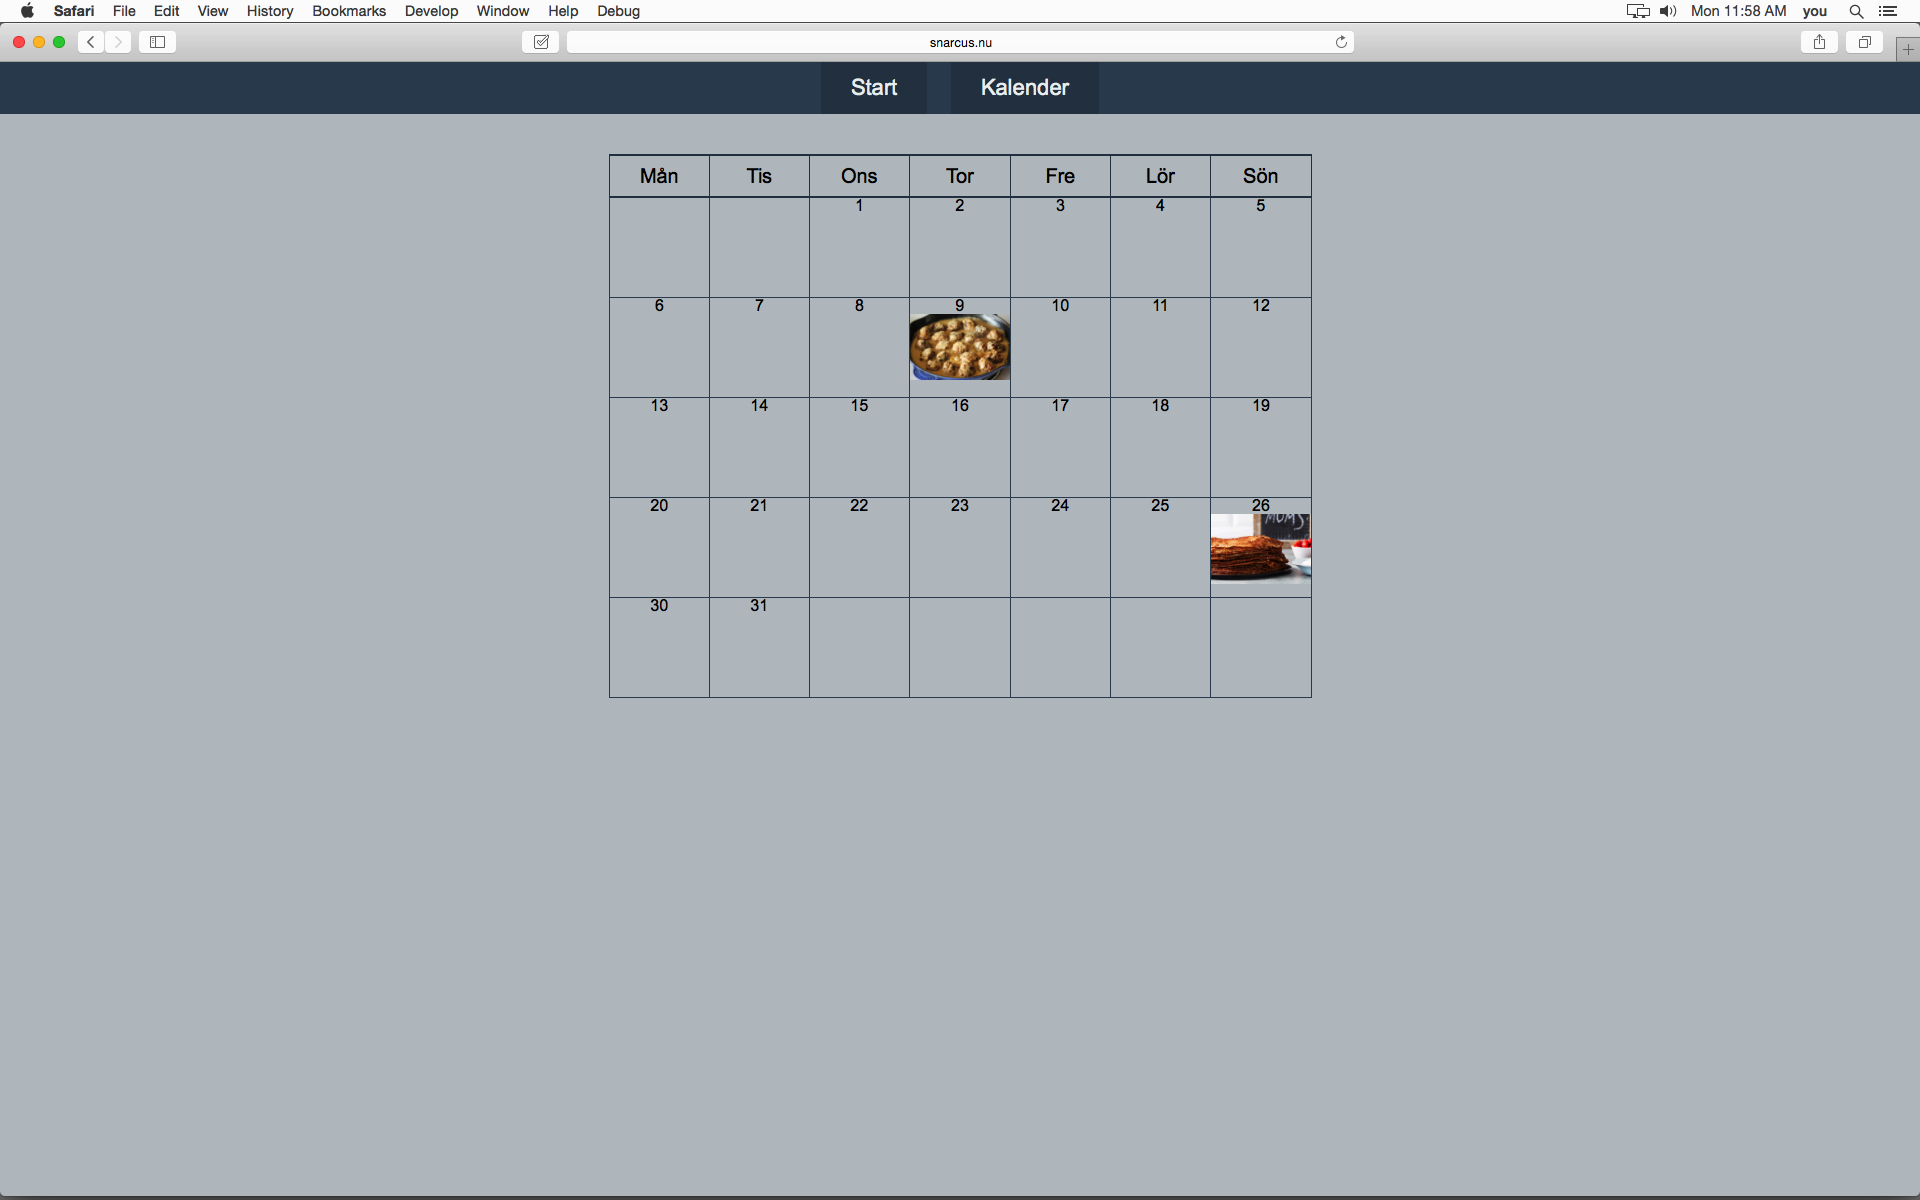 Safari File Edit View History Bookmarks Develop Window Help Debug Mon 11:58 AM you
snarcus.nu
Start Kalender
Mån Tis Ons Tor Fre Lör Sön
1 2 3 4 5
6 7 8 9 10 11 12
13 14 15 16 17 18 19
20 21 22 23 24 25 26
MOMS
30 31